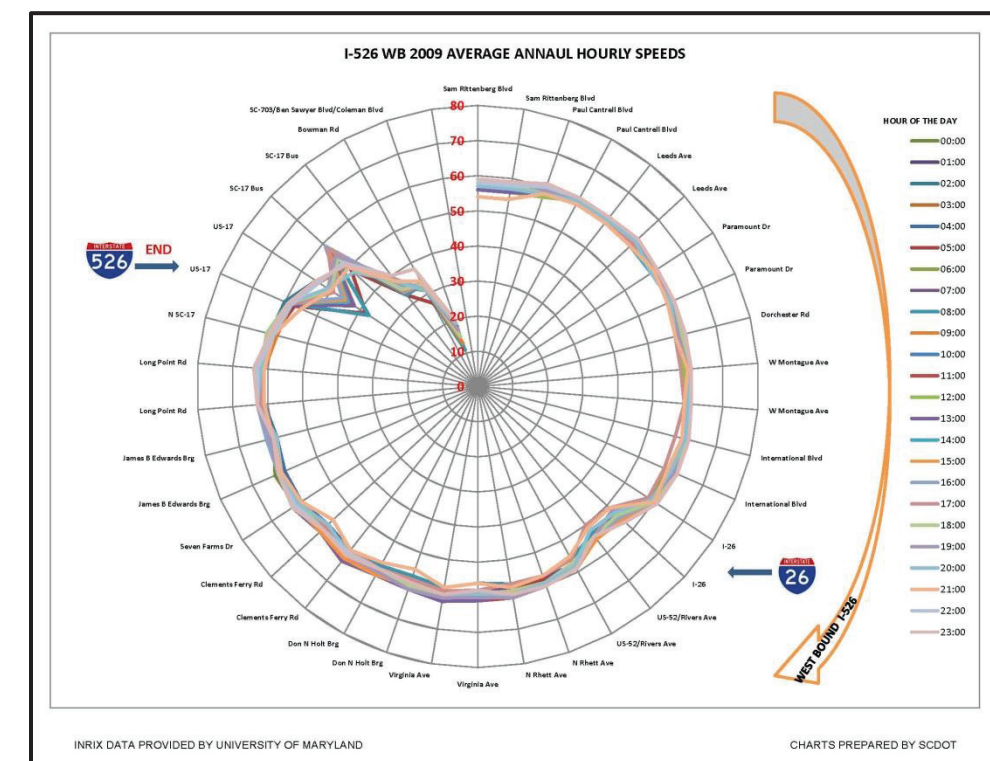 I-526 WB 2009 AVERAGE ANNAUL HOURLY SPEEDS
Sam Rittenberg Blvd
Sam Rittenberg Blvd
Paul Cantrell Blvd
Paul Cantrell Blvd
Leeds Ave
Leeds Ave
Paramount Dr
Paramount Dr
Dorchester Rd
W Montague Ave
W Montague Ave
International Blvd
International Blvd
I-26
I-26
US-52/Rivers Ave
US-52/Rivers Ave
N Rhett Ave
N Rhett Ave
Virginia Ave
Virginia Ave
Don N Holt Brg
Don N Holt Brg
Clements Ferry Rd
Clements Ferry Rd
Seven Farms Dr
James B Edwards Brg
James B Edwards Brg
Long Point Rd
Long Point Rd
N SC-17
US-17
US-17
SC-17 Bus
SC-17 Bus
Bowman Rd
SC-703/Ben Sawyer Blvd/Coleman Blvd
80
70
60
50
40
30
20
10
0
INTERSTATE
526
END
INTERSTATE
26
WEST BOUND I-526
HOUR OF THE DAY
00:00
01:00
02:00
03:00
04:00
05:00
06:00
07:00
08:00
09:00
10:00
11:00
12:00
13:00
14:00
15:00
16:00
17:00
18:00
19:00
20:00
21:00
22:00
23:00
INRIX DATA PROVIDED BY UNIVERSITY OF MARYLAND
CHARTS PREPARED BY SCDOT